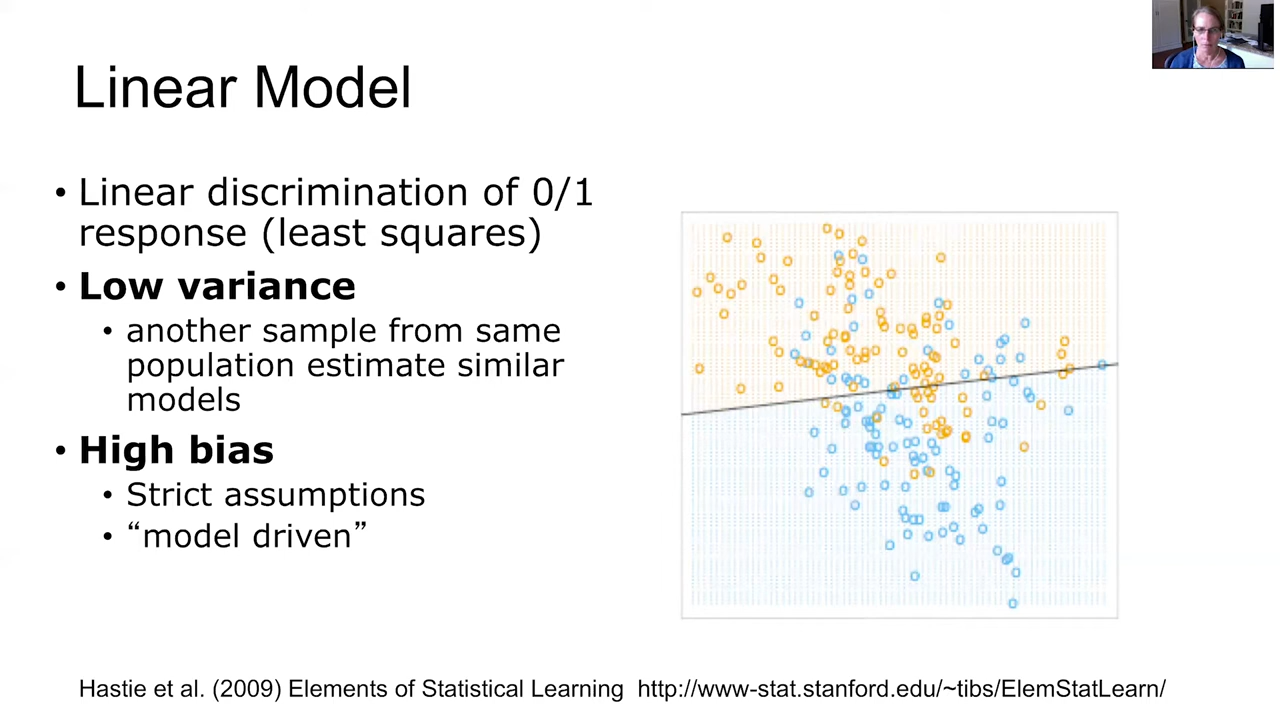 Linear Model
• Linear discrimination of 0/1
response (least squares)
• Low variance
• another sample from same
population estimate similar
models
• High bias
• Strict assumptions
• “model driven”
Hastie et al. (2009) Elements of Statistical Learning http://www-stat.stanford.edu/~tibs/ElemStatLearn/